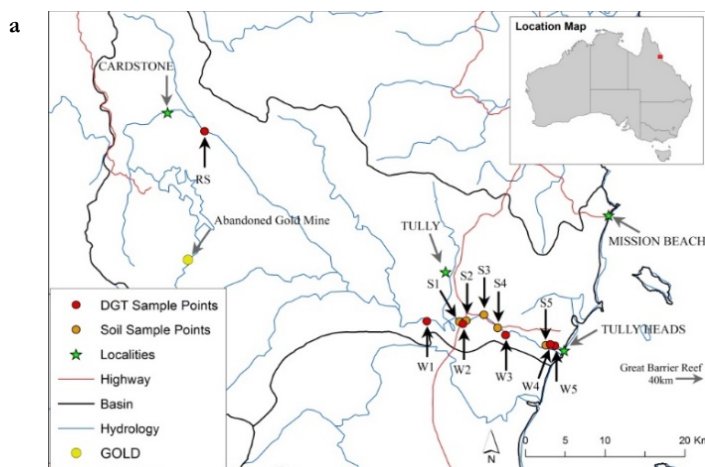 a
Location Map
CARDSTONE
RS
Abandoned Gold Mine
MISSION BEACH
TULLY
S1
S2
S3
S4
S5
TULLY HEADS
W1
W2
W3
W4
W5
Great Barrier Reef
40km
DGT Sample Points
Soil Sample Points
Localities
Highway
Basin
Hydrology
GOLD
N
0 5 10 20 Km